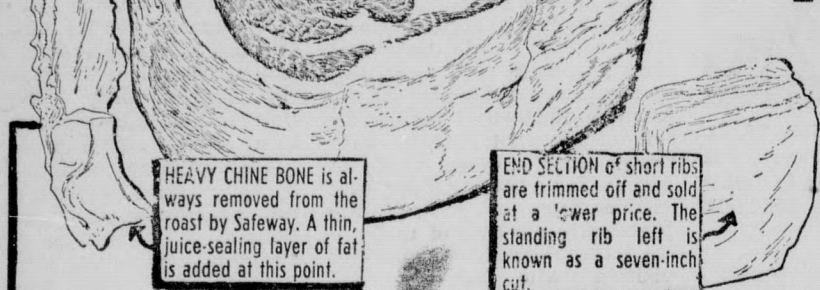 HEAVY CHINE BONE is al-
ways removed from the
roast by Safeway. A thin,
juice-sealing layer of fat
is added at this point.
END SECTION of short ribs
are trimmed off and sold
at a lower price. The
standing rib left is
known as a seven-inch
cut.